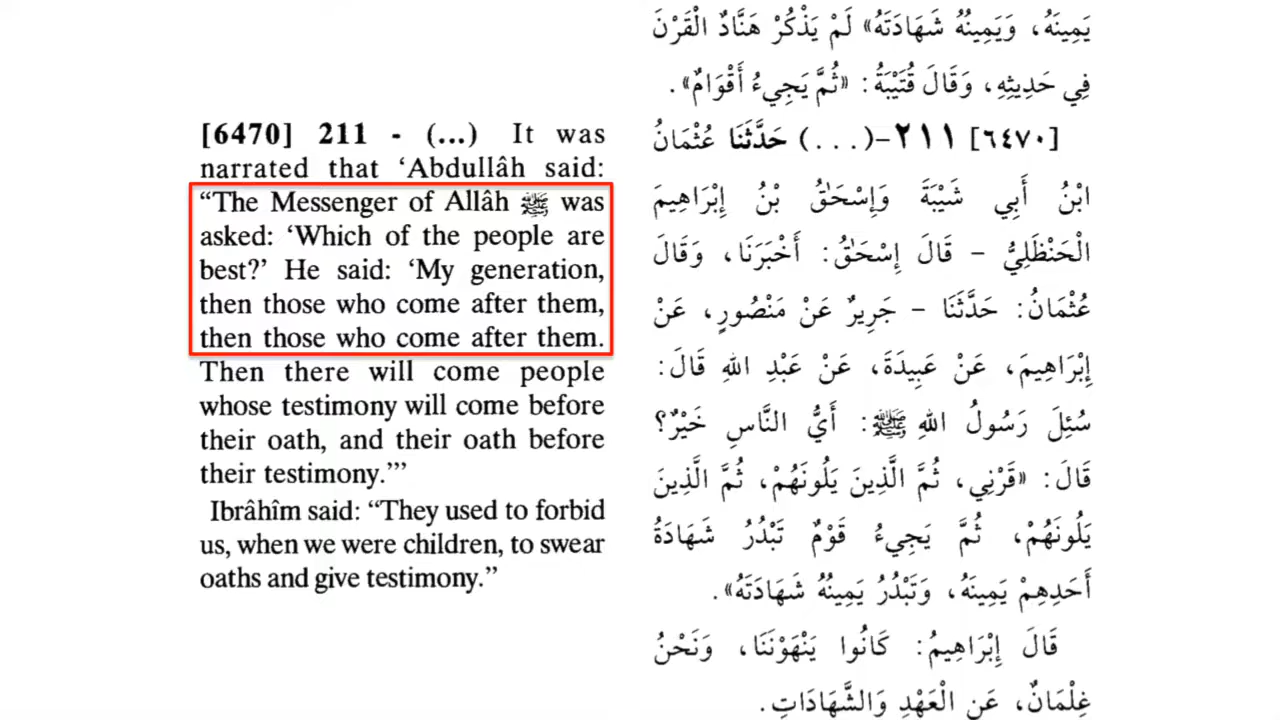 [6470] 211 - (...) It was
narrated that ‘Abdullâh said:
“The Messenger of Allâh ﷺ was
asked: ‘Which of the people are
best?’ He said: ‘My generation,
then those who come after them,
then those who come after them.
Then there will come people
whose testimony will come before
their oath, and their oath before
their testimony.’”
Ibrâhîm said: “They used to forbid
us, when we were children, to swear
oaths and give testimony.”
يَمِينَهُ، وَيَمِينُهُ شَهَادَتَهُ» لَمْ يَذْكُرْ هَنَّادٌ الْقَرْنَ
فِي حَدِيثِهِ، وَقَالَ قُتَيْبَةُ: «ثُمَّ يَجِيءُ أَقْوَامٌ».
[٦٤٧٠] ٢١١-(...) حَدَّثَنَا عُثْمَانُ
ابْنُ أَبِي شَيْبَةَ وَإِسْحَٰقُ بْنُ إِبْرَاهِيمَ
الْحَنْظَلِيُّ – قَالَ إِسْحَٰقُ: أَخْبَرَنَا، وَقَالَ
عُثْمَانُ: حَدَّثَنَا – جَرِيرٌ عَنْ مَنْصُورٍ، عَنْ
إِبْرَاهِيمَ، عَنْ عَبِيدَةَ، عَنْ عَبْدِ اللهِ قَالَ:
سُئِلَ رَسُولُ اللهِ ﷺ: أَيُّ النَّاسِ خَيْرٌ؟
قَالَ: «قَرْنِي، ثُمَّ الَّذِينَ يَلُونَهُمْ، ثُمَّ الَّذِينَ
يَلُونَهُمْ، ثُمَّ يَجِيءُ قَوْمٌ تَبْدُرُ شَهَادَةُ
أَحَدِهِمْ يَمِينَهُ، وَتَبْدُرُ يَمِينُهُ شَهَادَتَهُ».
قَالَ إِبْرَاهِيمُ: كَانُوا يَنْهَوْنَنَا، وَنَحْنُ
غِلْمَانٌ، عَنِ الْعَهْدِ وَالشَّهَادَاتِ.